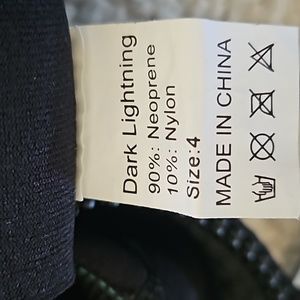 Dark Lightning
90%: Neoprene
10%: Nylon
Size:4
MADE IN CHINA